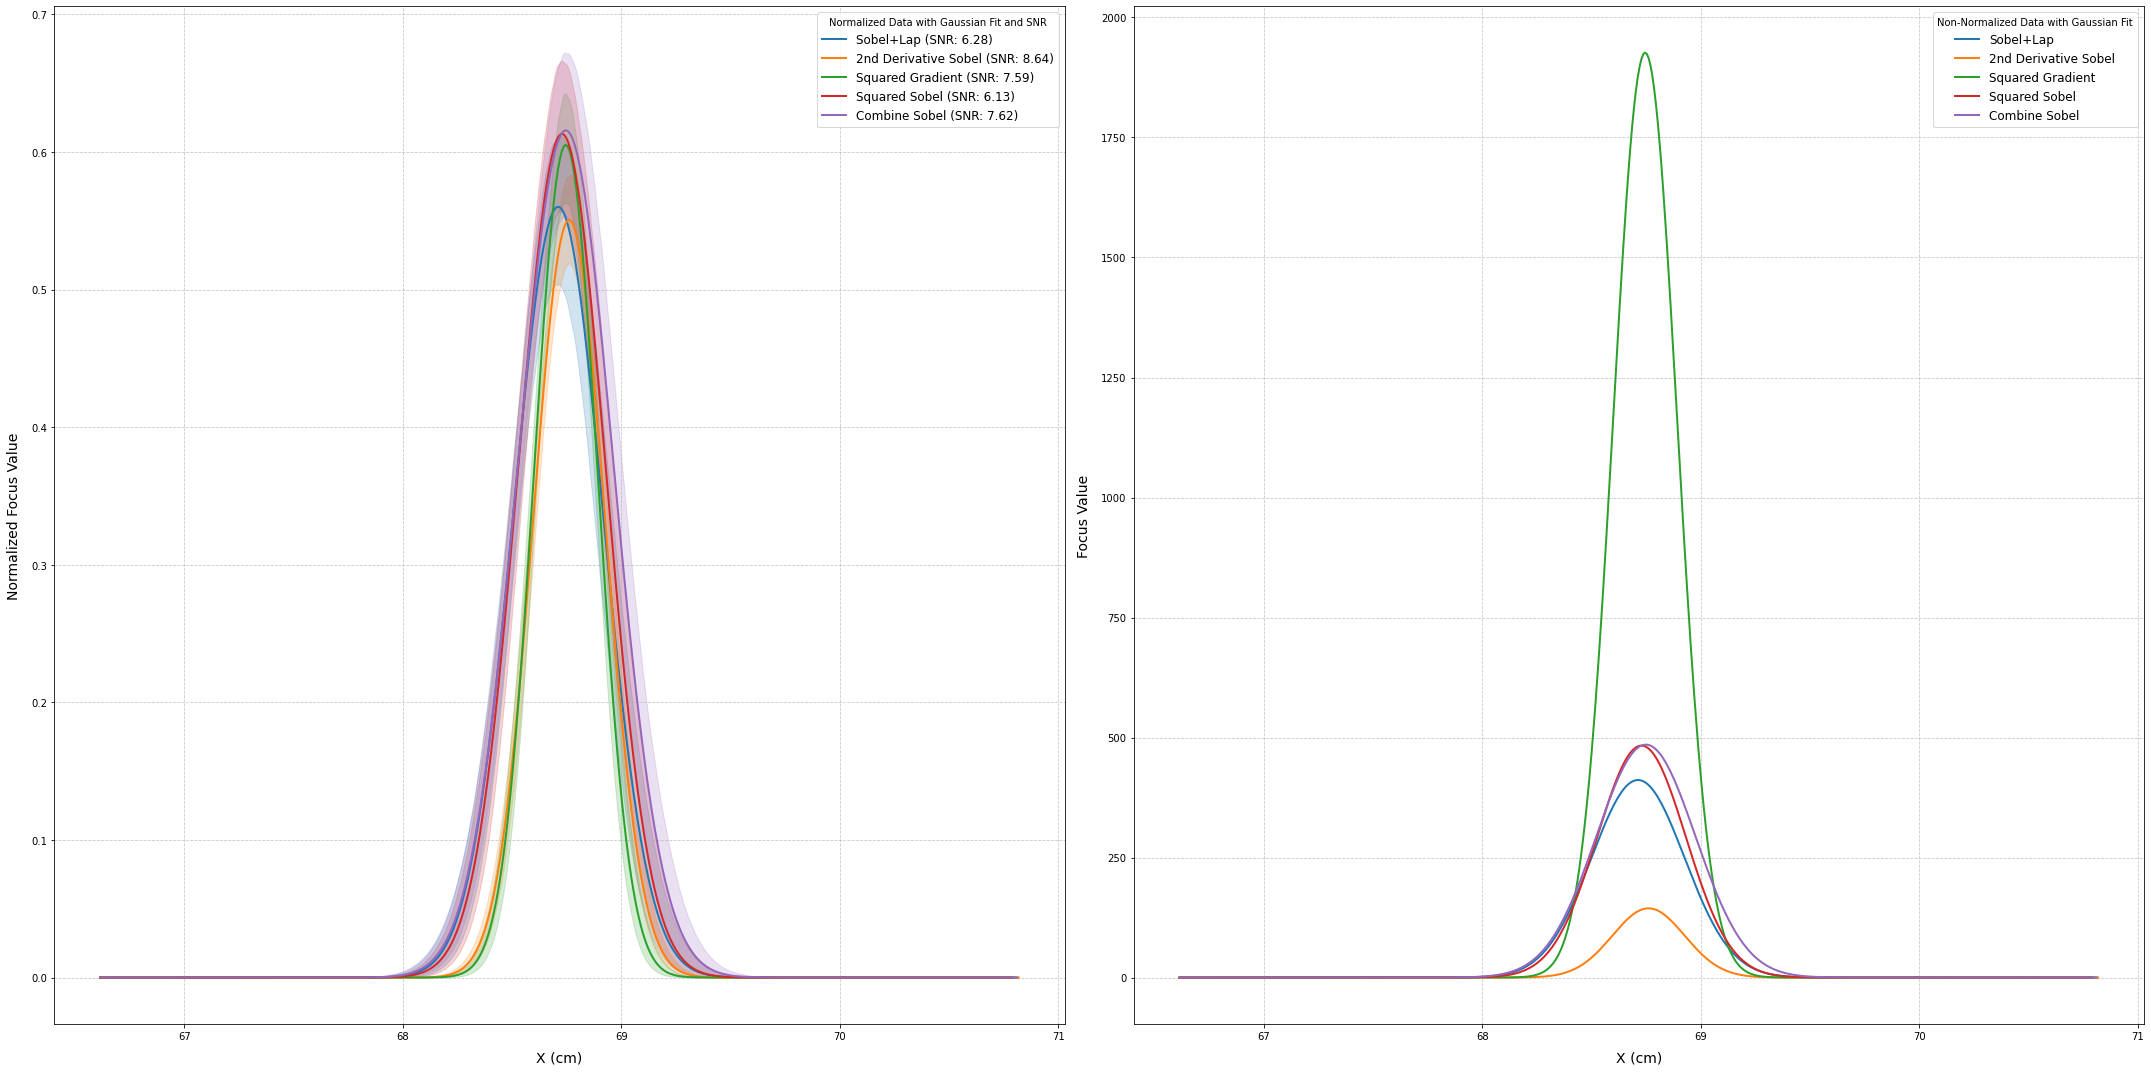 Normalized Data with Gaussian Fit and SNR
Sobel+Lap (SNR: 6.28)
2nd Derivative Sobel (SNR: 8.64)
Squared Gradient (SNR: 7.59)
Squared Sobel (SNR: 6.13)
Combine Sobel (SNR: 7.62)
Normalized Focus Value
0.7
0.6
0.5
0.4
0.3
0.2
0.1
0.0
67
68
69
70
71
X (cm)
Non-Normalized Data with Gaussian Fit
Sobel+Lap
2nd Derivative Sobel
Squared Gradient
Squared Sobel
Combine Sobel
Focus Value
2000
1750
1500
1250
1000
750
500
250
0
67
68
69
70
71
X (cm)